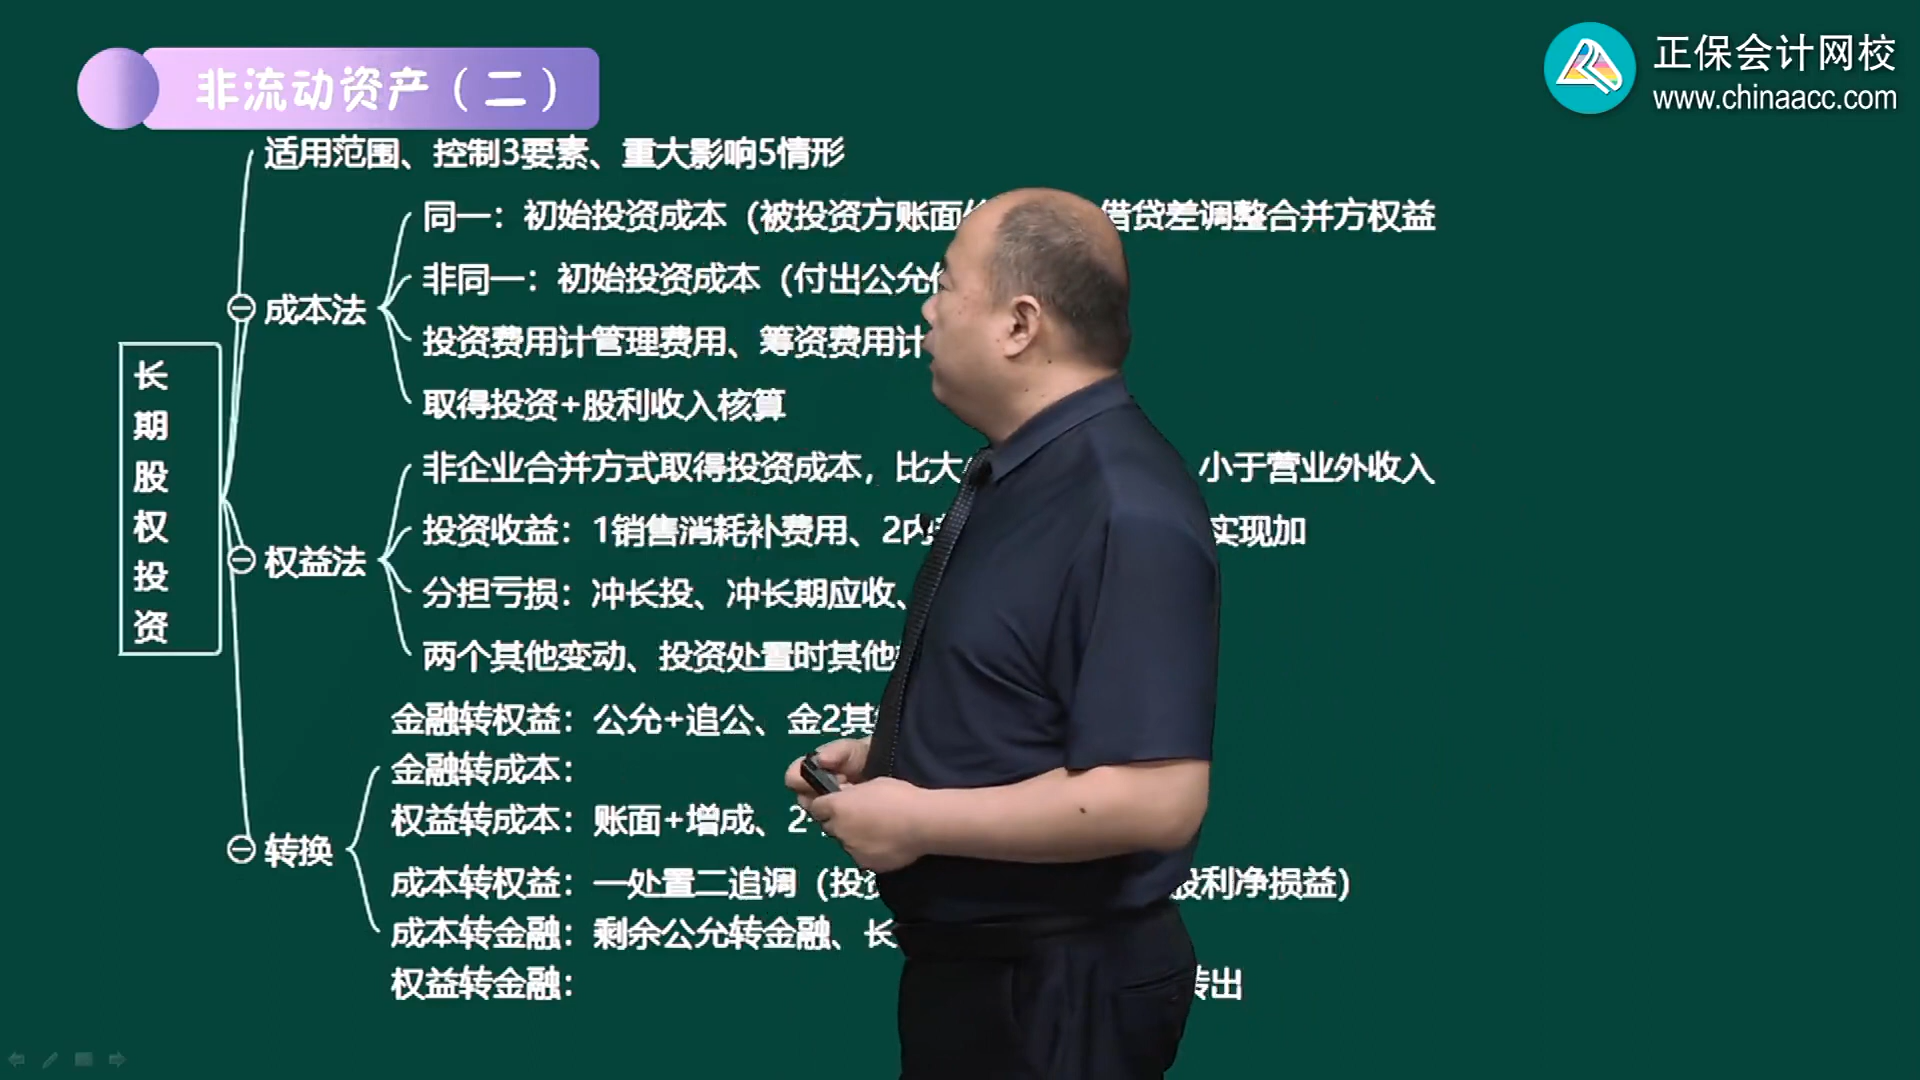 非流动资产（二）
正保会计网校
www.chinaacc.com
适用范围、控制3要素、重大影响5情形
同一：初始投资成本（被投资方账面 借贷差调整合并方权益
非同一：初始投资成本（付出公允
成本法
投资费用计管理费用、筹资费用计
取得投资+股利收入核算
长期股权投资
非企业合并方式取得投资成本，比大 小于营业外收入
投资收益：1销售消耗补费用、2内 实现加
权益法
分担亏损：冲长投、冲长期应收、
两个其他变动、投资处置时其他
金融转权益：公允+追公、金2其
金融转成本：
权益转成本：账面+增成、2
转换
成本转权益：一处置二追调（投资 股利净损益）
成本转金融：剩余公允转金融、长
权益转金融： 转出